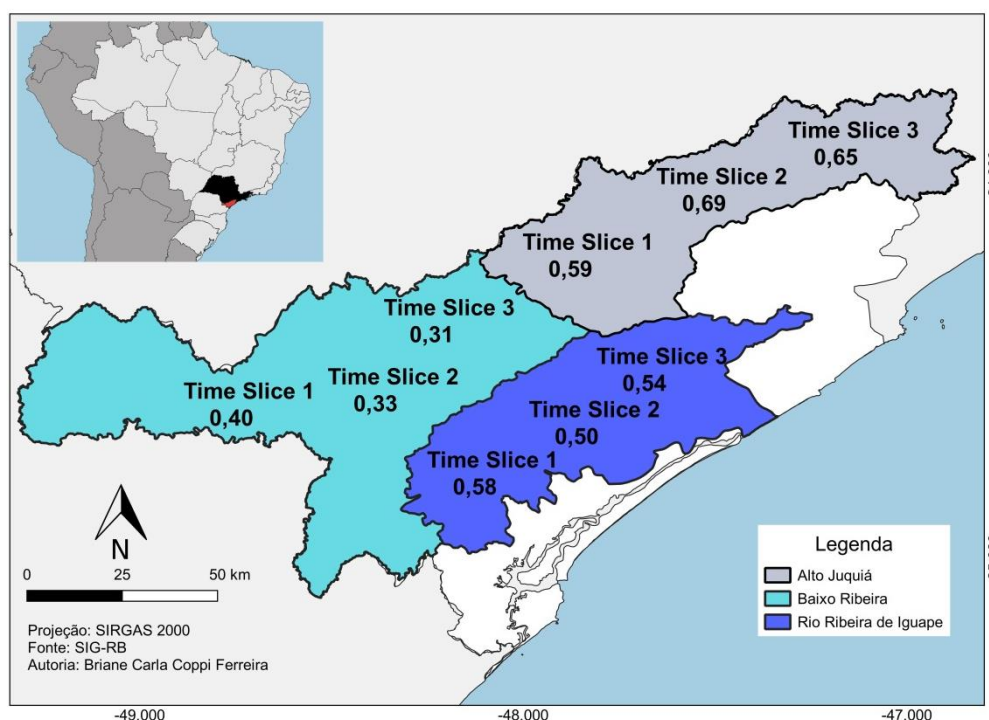 Time Slice 3
0,65
Time Slice 2
0,69
Time Slice 1
0,59
Time Slice 3
0,31
Time Slice 2
0,33
Time Slice 1
0,40
Time Slice 3
0,54
Time Slice 2
0,50
Time Slice 1
0,58
N
0 25 50 km
Projeção: SIRGAS 2000
Fonte: SIG-RB
Autoria: Briane Carla Coppi Ferreira
Legenda
Alto Juquiá
Baixo Ribeira
Rio Ribeira de Iguape
-49,000 -48,000 -47,000